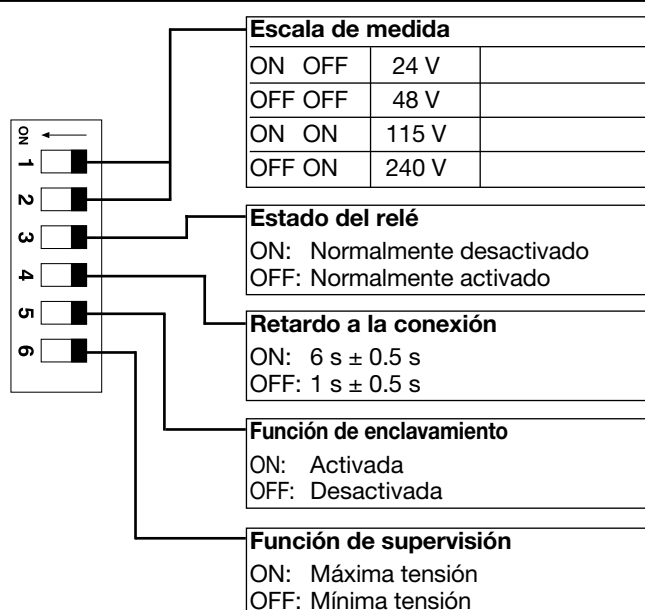 ON
1
2
3
4
5
6
Escala de medida
ON OFF 24 V
OFF OFF 48 V
ON ON 115 V
OFF ON 240 V
Estado del relé
ON: Normalmente desactivado
OFF: Normalmente activado
Retardo a la conexión
ON: 6 s ± 0.5 s
OFF: 1 s ± 0.5 s
Función de enclavamiento
ON: Activada
OFF: Desactivada
Función de supervisión
ON: Máxima tensión
OFF: Mínima tensión